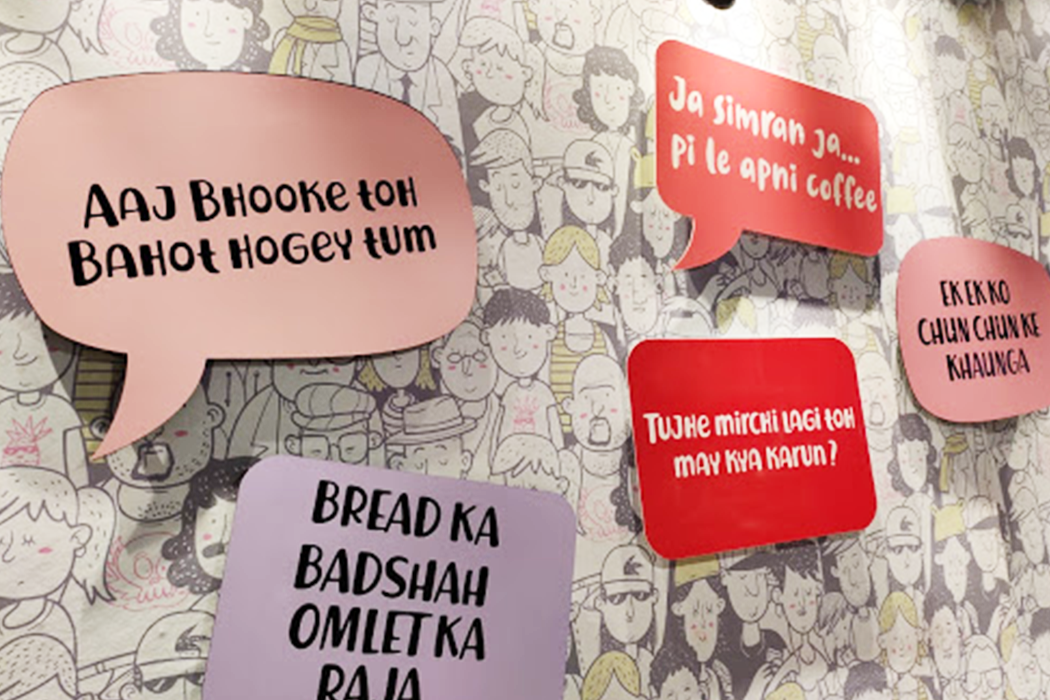 AAJ BHOOKE toH
BAHOt HOGEY tUM
Ja Simran Ja...
Pi le apni coffee
EK EK KO
CHUN CHUN KE
KHAUNGA
TUJHE mirCHi LAGi toH
mAY KYA KArUn?
BREAD KA
BADSHAH
OMLET KA
RAJA